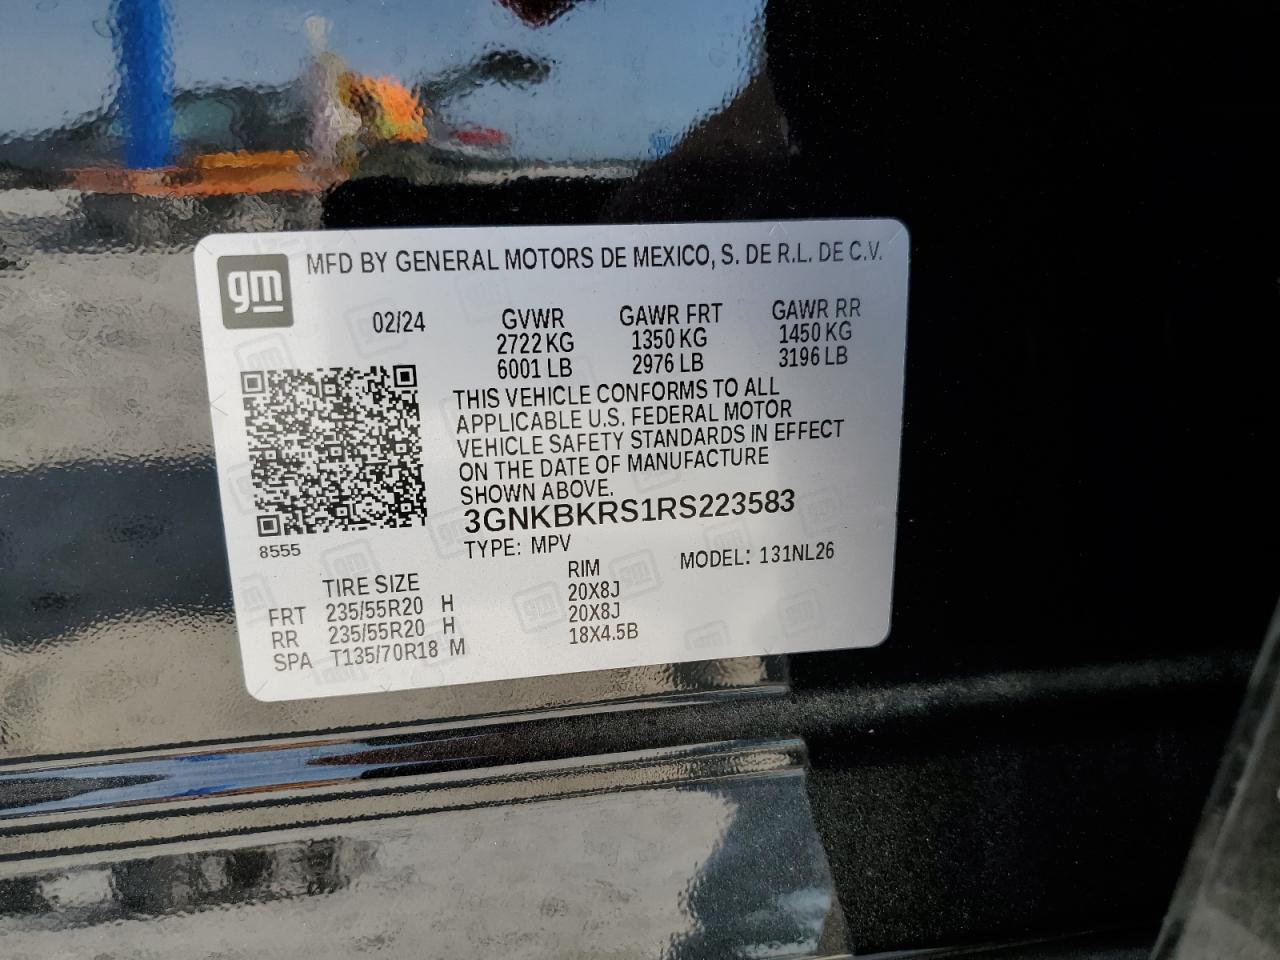 gm
MFD BY GENERAL MOTORS DE MEXICO, S. DE R.L. DE C.V.
02/24 GVWR GAWR FRT GAWR RR
2722 KG 1350 KG 1450 KG
6001 LB 2976 LB 3196 LB
THIS VEHICLE CONFORMS TO ALL
APPLICABLE U.S. FEDERAL MOTOR
VEHICLE SAFETY STANDARDS IN EFFECT
ON THE DATE OF MANUFACTURE
SHOWN ABOVE.
3GNKBKRS1RS223583
8555
TYPE: MPV MODEL: 131NL26
TIRE SIZE RIM
FRT 235/55R20 H 20X8J
RR 235/55R20 H 20X8J
SPA T135/70R18 M 18X4.5B